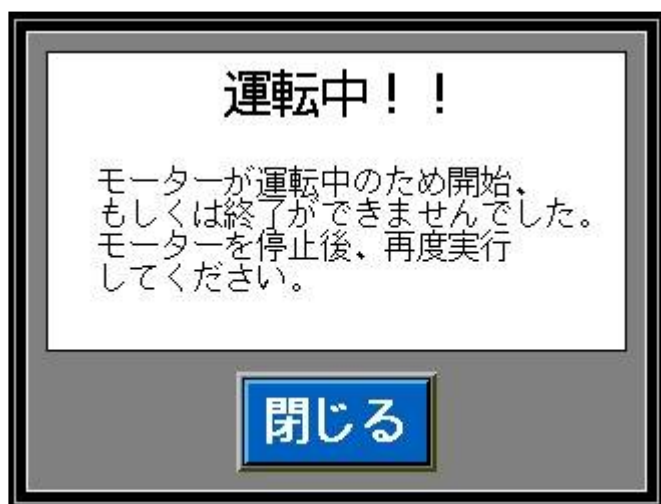 運転中！！
モーターが運転中のため開始、
もしくは終了ができませんでした。
モーターを停止後、再度実行
してください。
閉じる